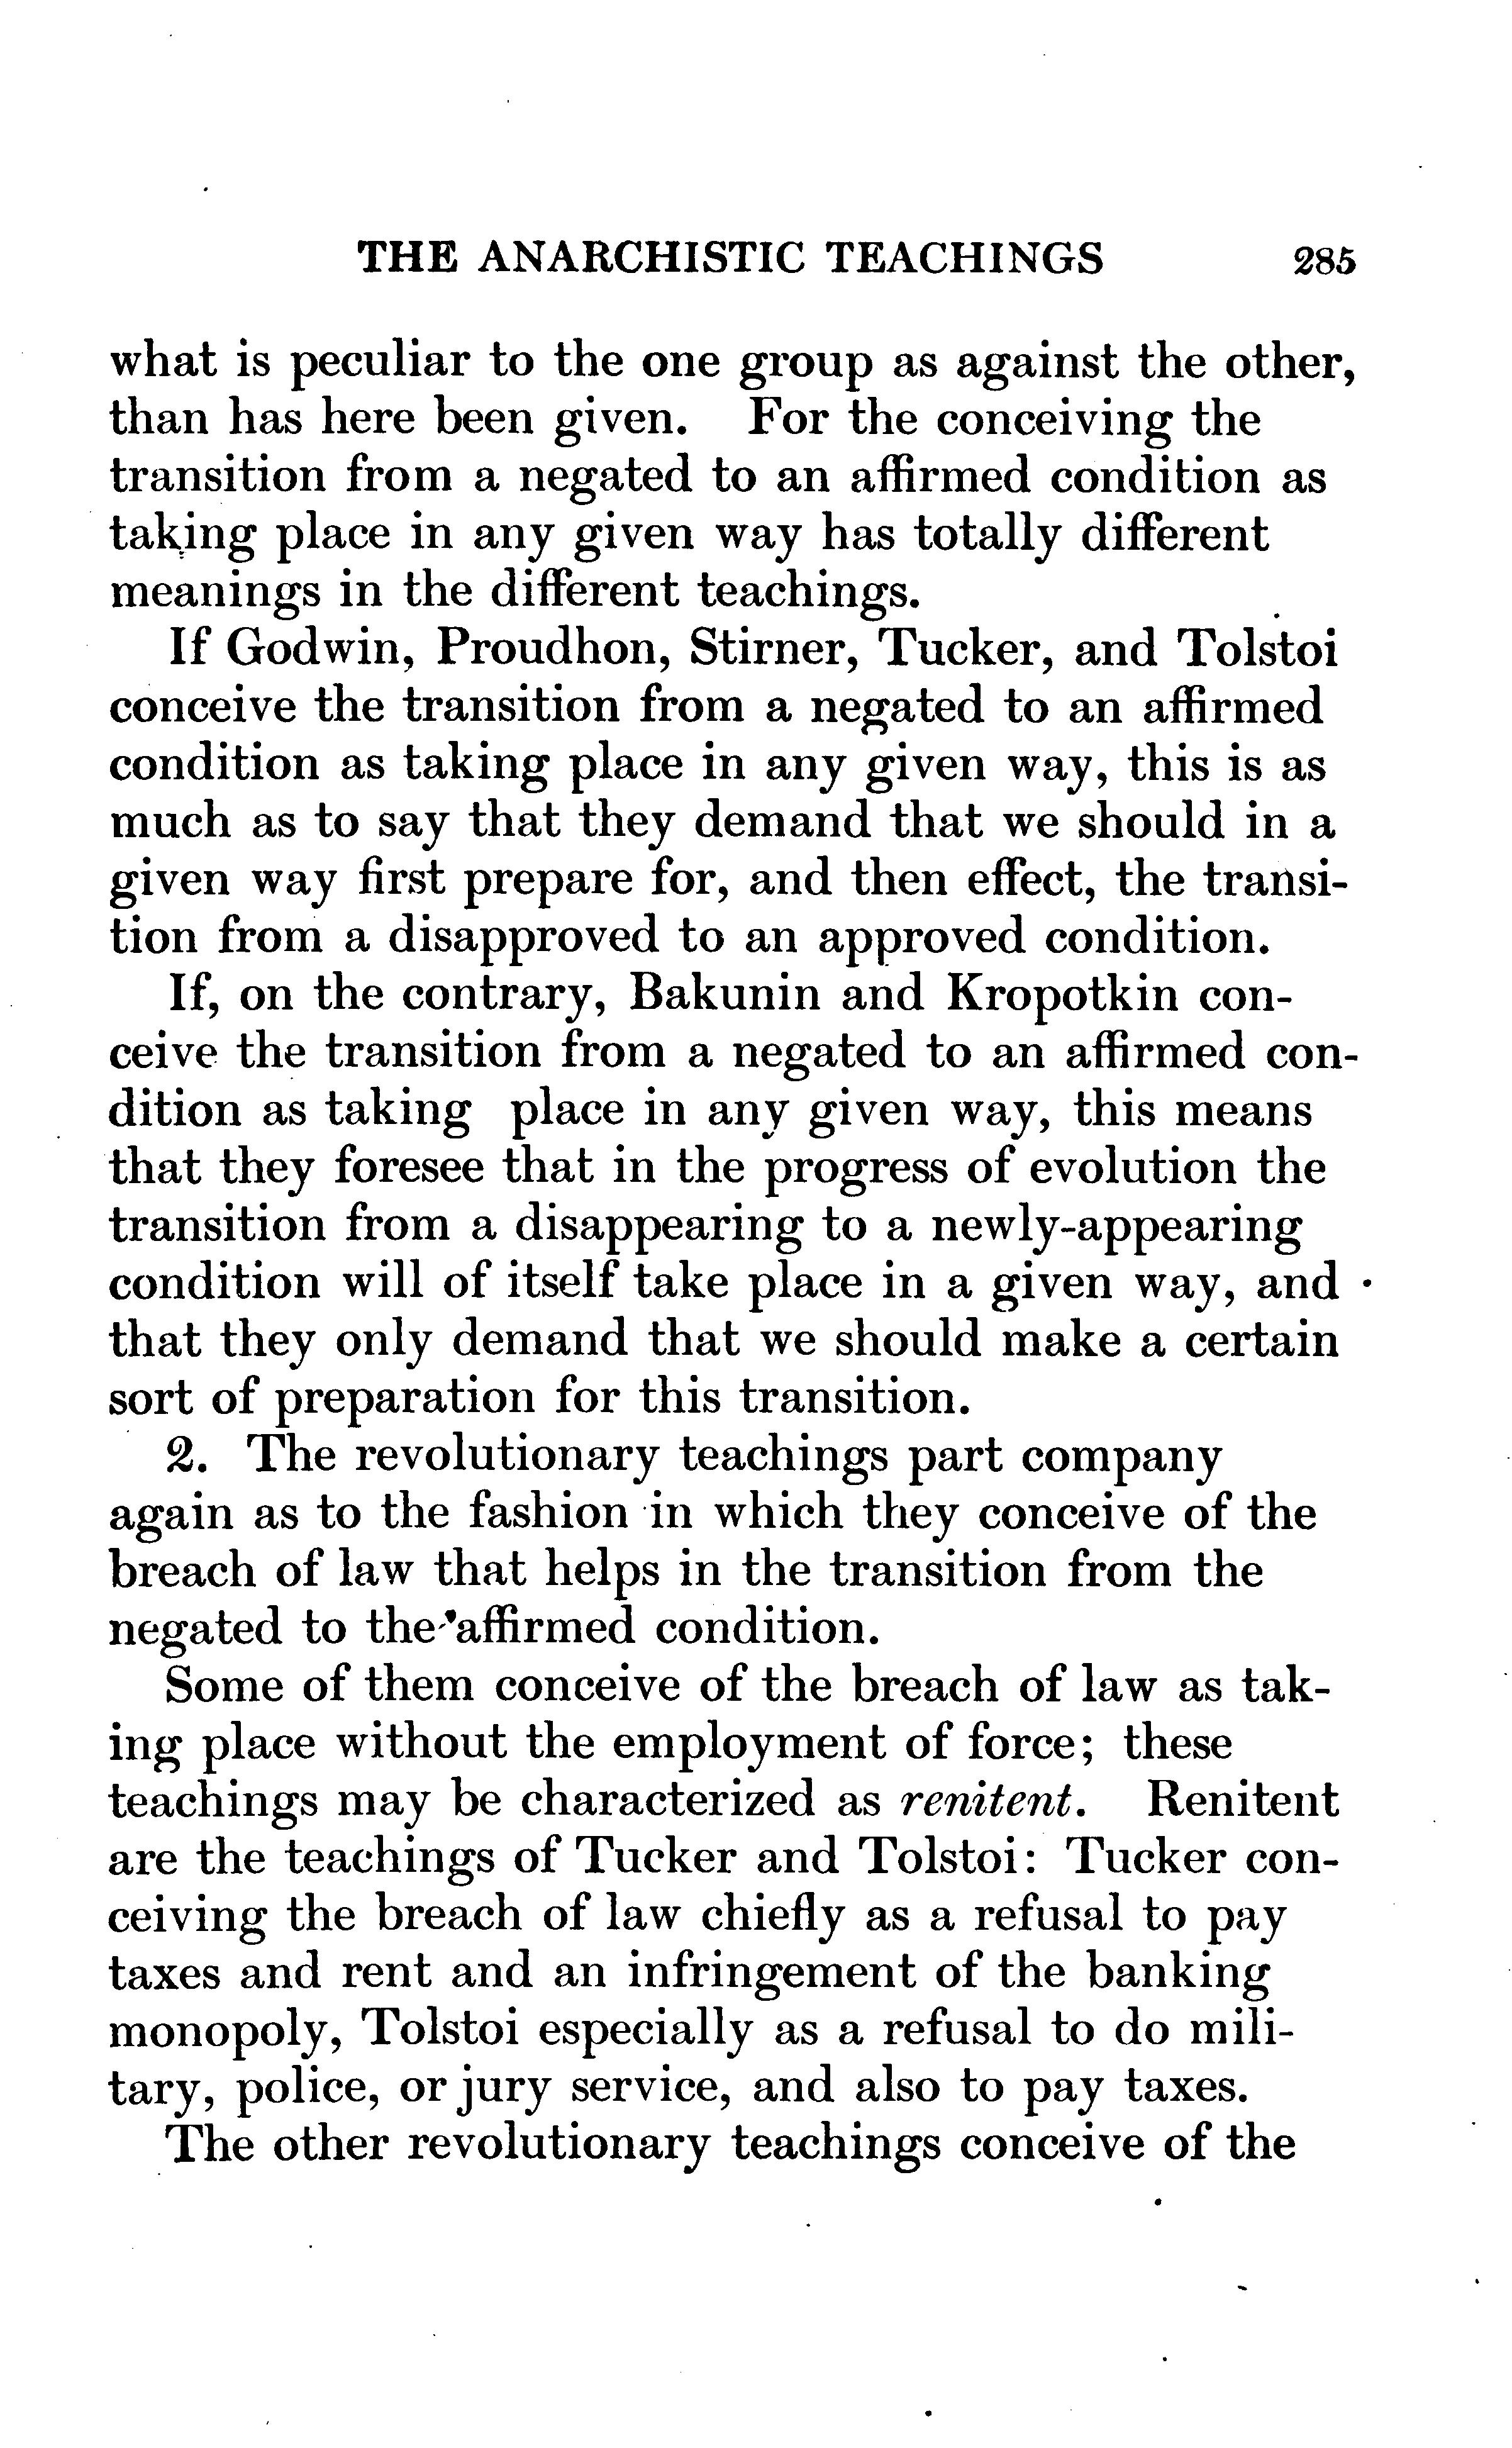 THE ANARCHISTIC TEACHINGS 285
what is peculiar to the one group as against the other,
than has here been given. For the conceiving the
transition from a negated to an affirmed condition as
taking place in any given way has totally different
meanings in the different teachings.
If Godwin, Proudhon, Stirner, Tucker, and Tolstoi
conceive the transition from a negated to an affirmed
condition as taking place in any given way, this is as
much as to say that they demand that we should in a
given way first prepare for, and then effect, the transi-
tion from a disapproved to an approved condition.
If, on the contrary, Bakunin and Kropotkin con-
ceive the transition from a negated to an affirmed con-
dition as taking place in any given way, this means
that they foresee that in the progress of evolution the
transition from a disappearing to a newly-appearing
condition will of itself take place in a given way, and
that they only demand that we should make a certain
sort of preparation for this transition.
2. The revolutionary teachings part company
again as to the fashion in which they conceive of the
breach of law that helps in the transition from the
negated to the affirmed condition.
Some of them conceive of the breach of law as tak-
ing place without the employment of force; these
teachings may be characterized as renitent. Renitent
are the teachings of Tucker and Tolstoi: Tucker con-
ceiving the breach of law chiefly as a refusal to pay
taxes and rent and an infringement of the banking
monopoly, Tolstoi especially as a refusal to do mili-
tary, police, or jury service, and also to pay taxes.
The other revolutionary teachings conceive of the